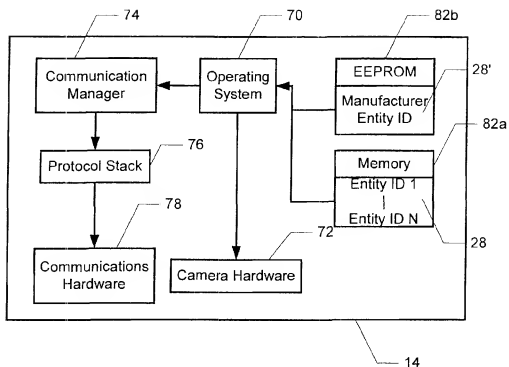 74
70
82b
Communication
Manager
Operating
System
EEPROM
Manufacturer
Entity ID
28'
82a
Protocol Stack
76
Memory
Entity ID 1
Entity ID N
28
78
72
Communications
Hardware
Camera Hardware
14